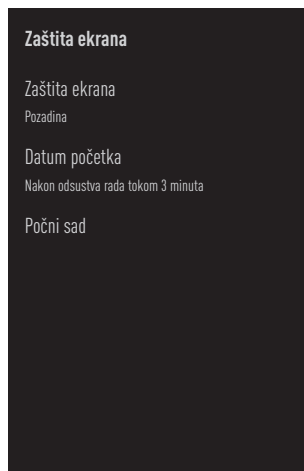 Zaštita ekrana
Zaštita ekrana
Pozadina
Datum početka
Nakon odsustva rada tokom 3 minuta
Počni sad